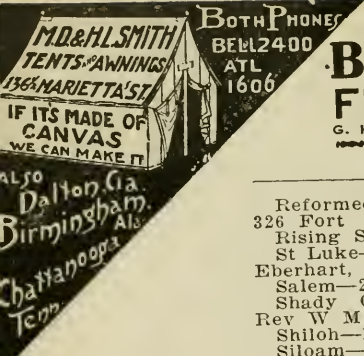 M.D.&H.L.SMITH
TENTS AND AWNINGS
136½ MARIETTA ST
IF ITS MADE OF
CANVAS
WE CAN MAKE IT
BOTH PHONES
BELL 2400
ATL
1606
ALSO
Dalton, Ga.
Birmingham, Ala.
Chattanooga
Tenn.
B
F
G.
Reformed
326 Fort
Rising S
St Luke—
Eberhart,
Salem—2
Shady
Rev W M
Shiloh—
Siloam—